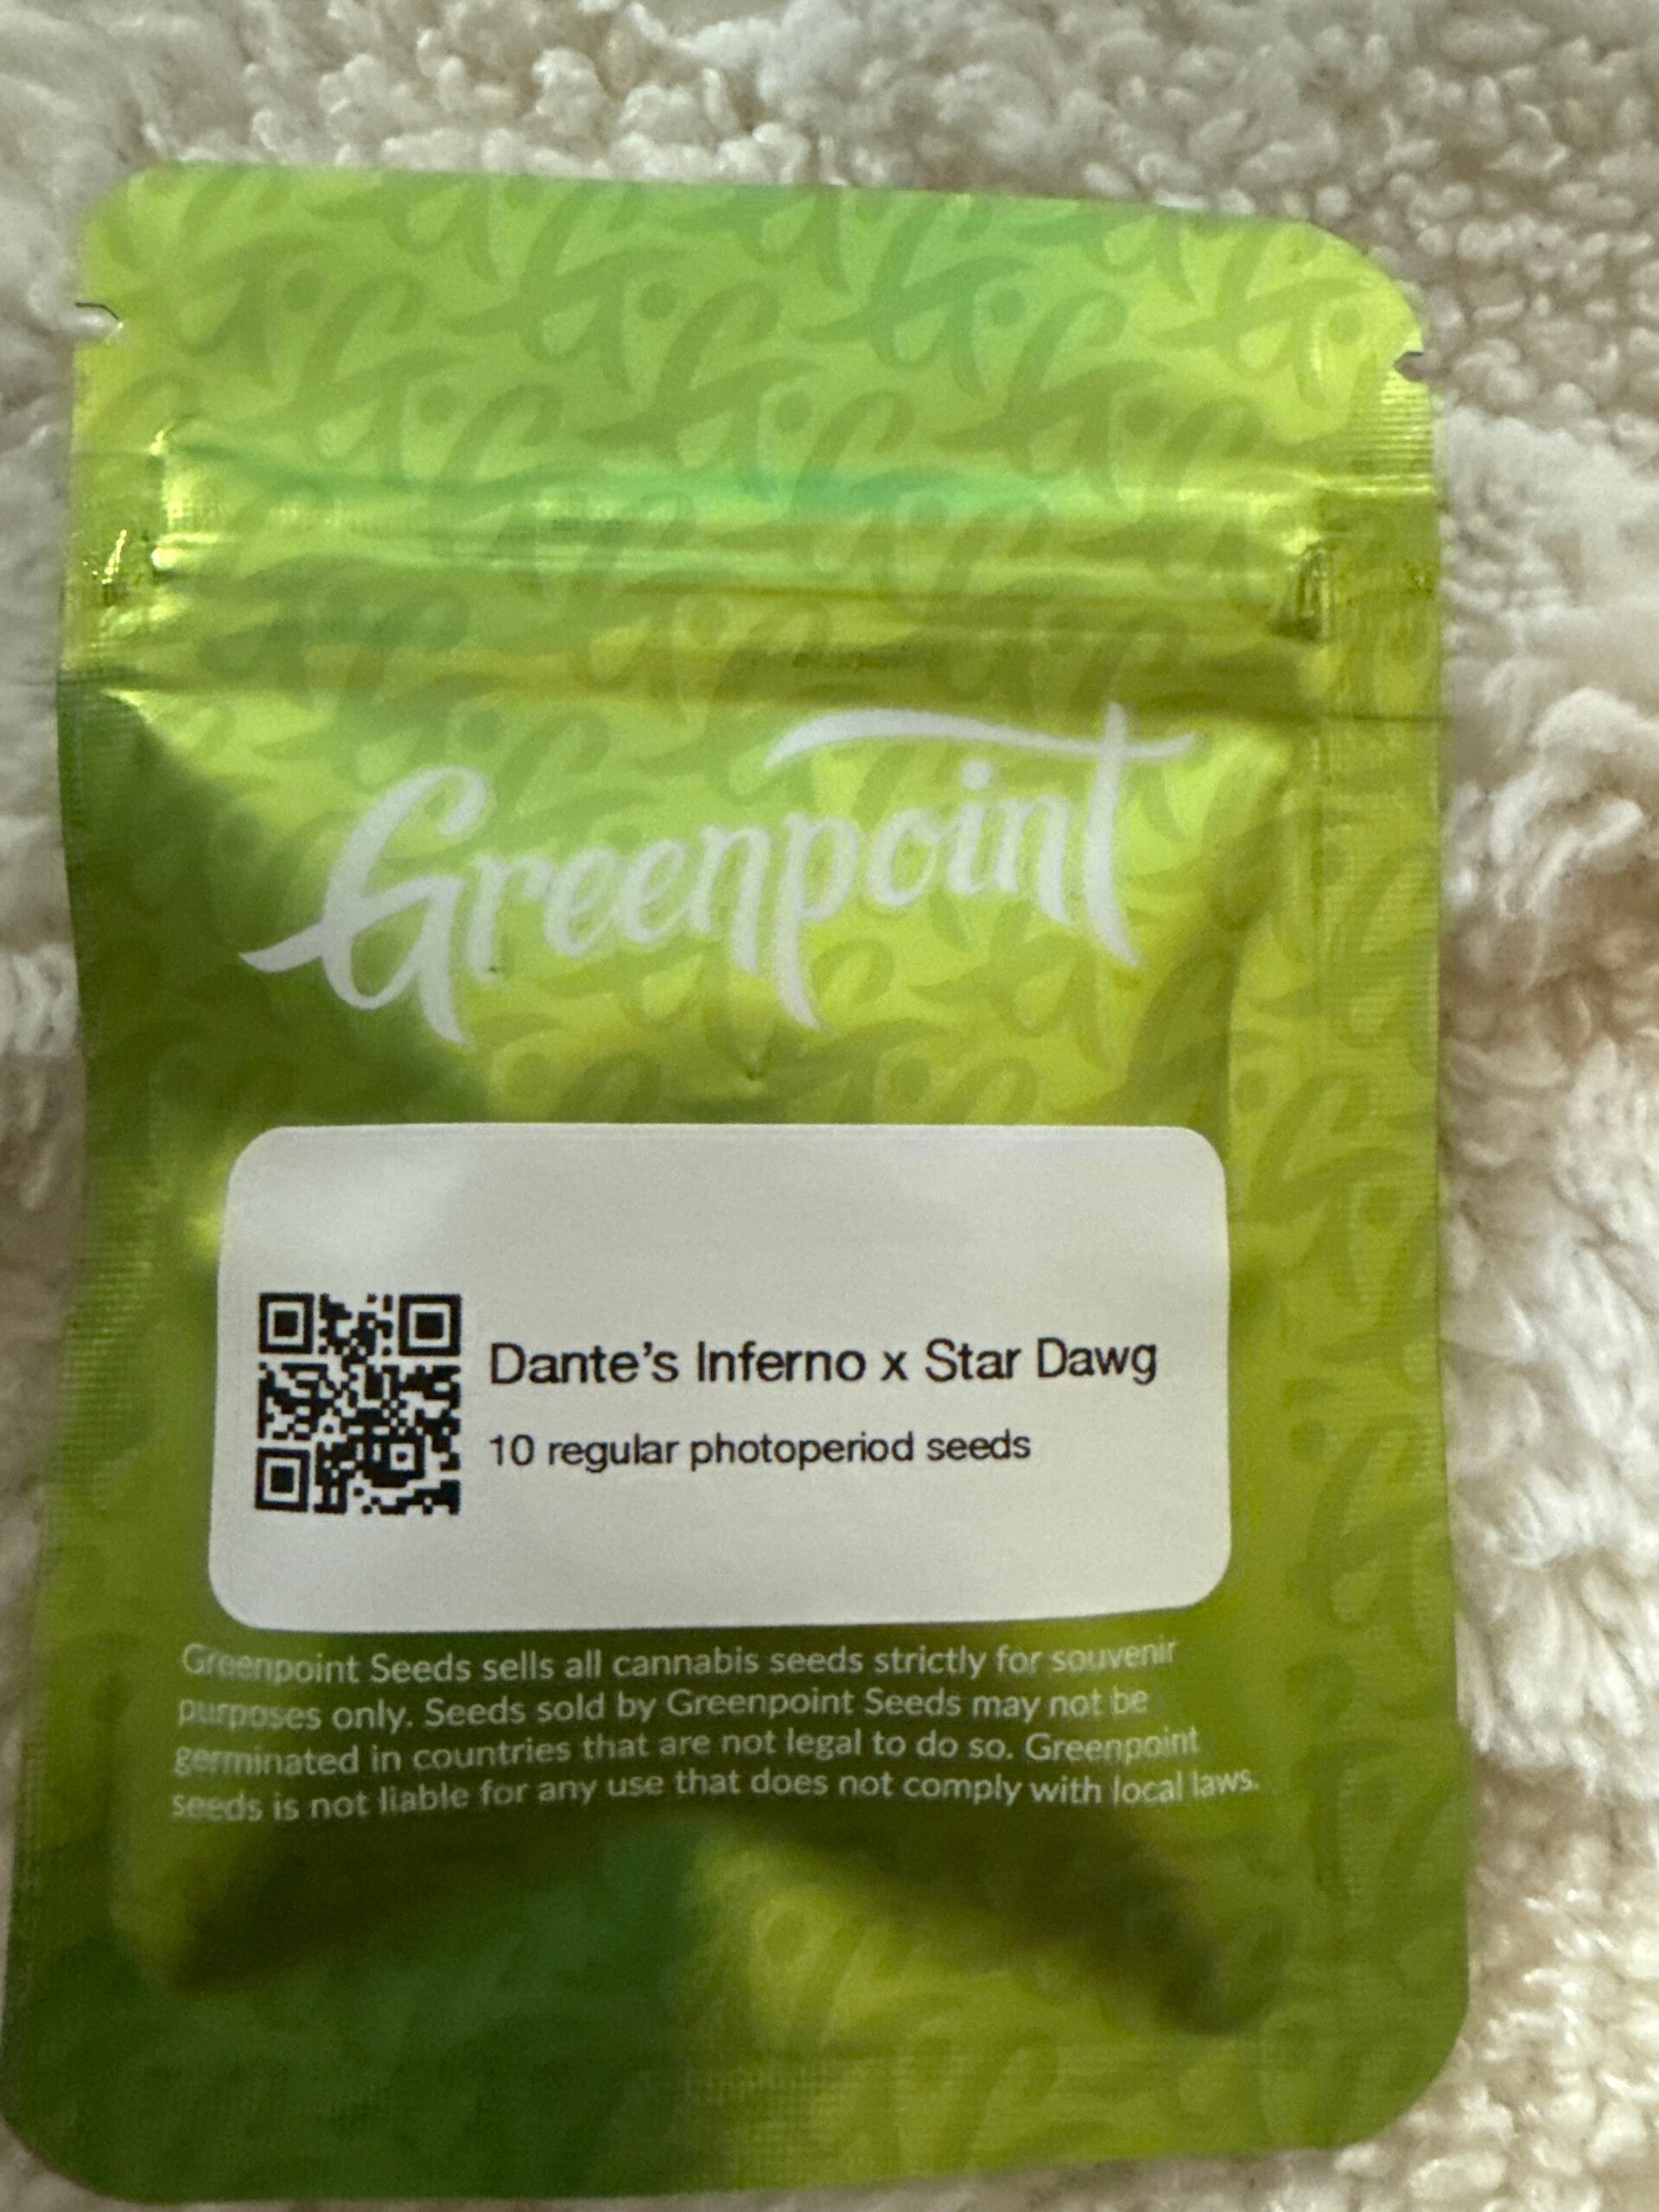 Greenpoint
Dante's Inferno x Star Dawg
10 regular photoperiod seeds
Greenpoint Seeds sells all cannabis seeds strictly for souvenir
purposes only. Seeds sold by Greenpoint Seeds may not be
germinated in countries that are not legal to do so. Greenpoint
Seeds is not liable for any use that does not comply with local laws.